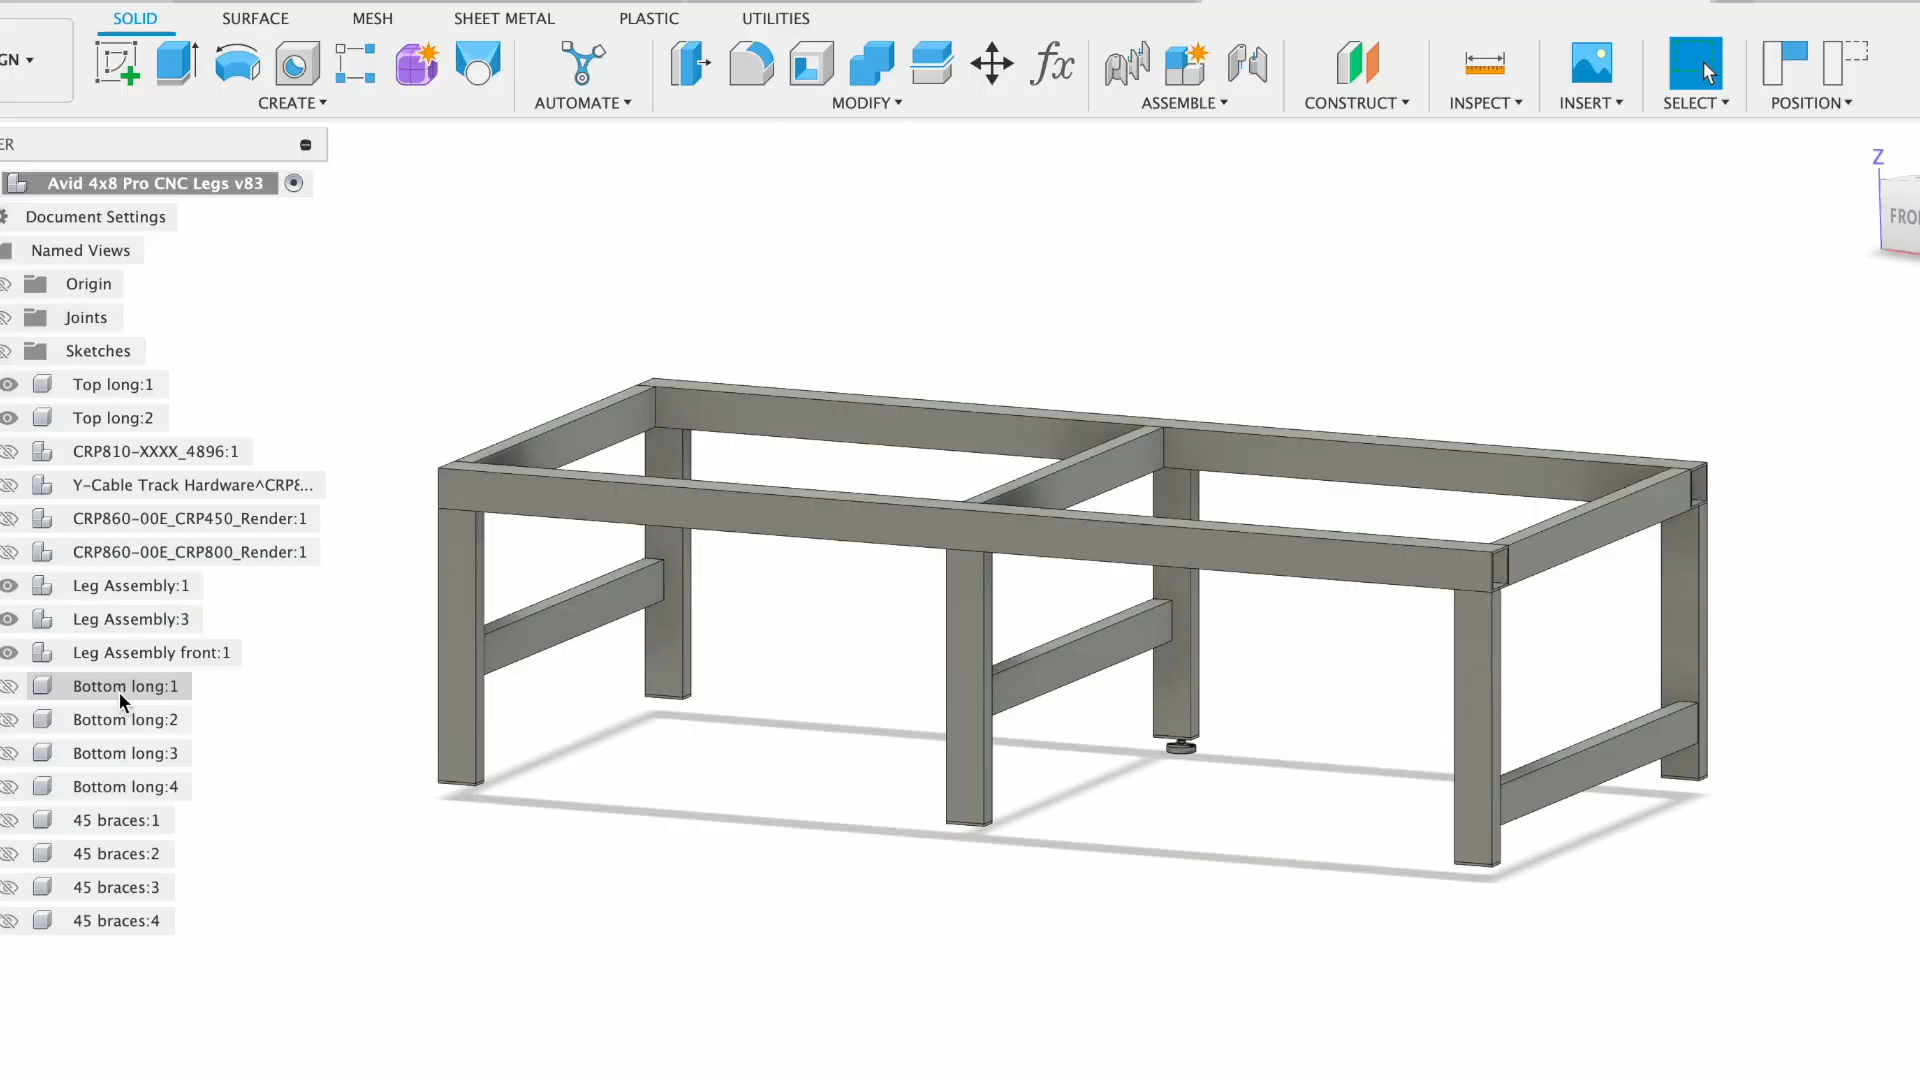 SOLID SURFACE MESH SHEET METAL PLASTIC UTILITIES
GN
fx
CREATE AUTOMATE MODIFY ASSEMBLE CONSTRUCT INSPECT INSERT SELECT POSITION
ER
Avid 4x8 Pro CNC Legs v83
Document Settings
Named Views
Origin
Joints
Sketches
Top long:1
Top long:2
CRP810-XXXX_4896:1
Y-Cable Track Hardware^CRP8...
CRP860-00E_CRP450_Render:1
CRP860-00E_CRP800_Render:1
Leg Assembly:1
Leg Assembly:3
Leg Assembly front:1
Bottom long:1
Bottom long:2
Bottom long:3
Bottom long:4
45 braces:1
45 braces:2
45 braces:3
45 braces:4
Z
FRO